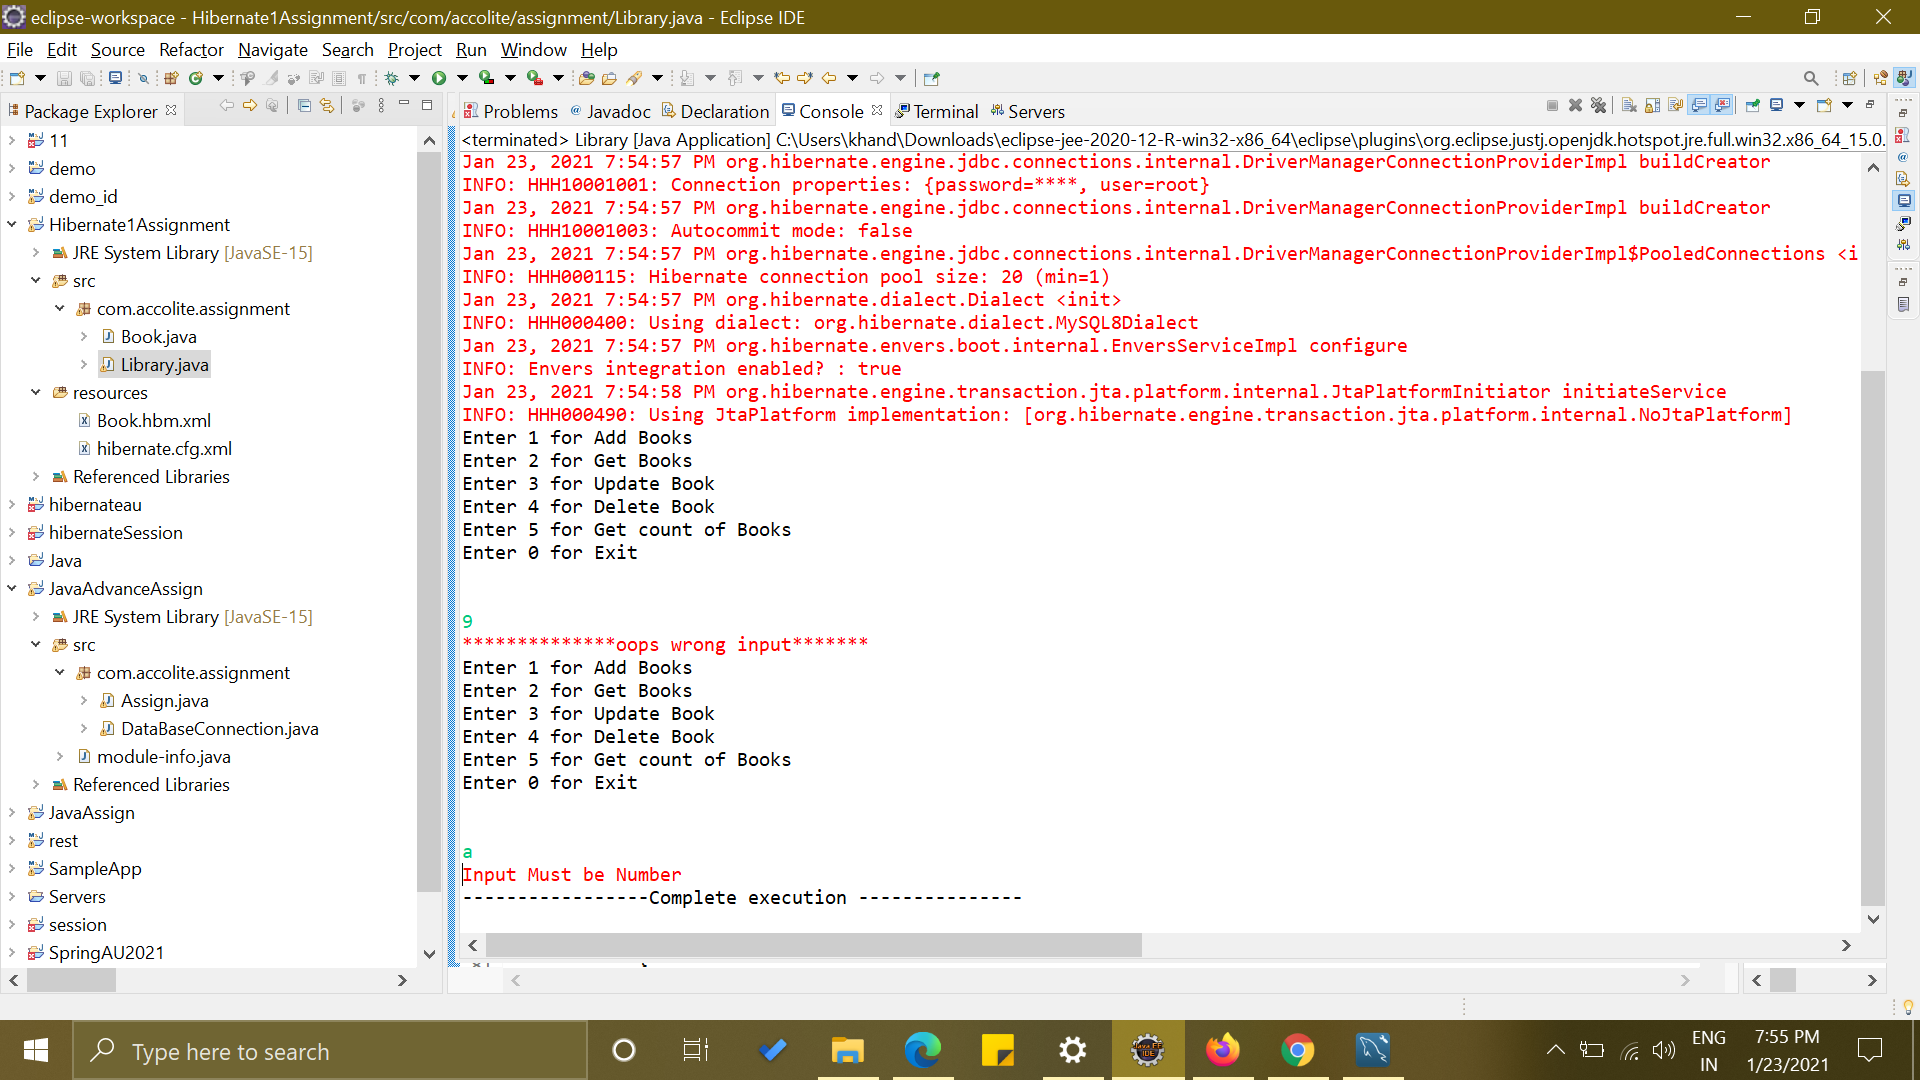 eclipse-workspace - Hibernate1Assignment/src/com/accolite/assignment/Library.java - Eclipse IDE
File Edit Source Refactor Navigate Search Project Run Window Help
Package Explorer
11
demo
demo_id
Hibernate1Assignment
JRE System Library [JavaSE-15]
src
com.accolite.assignment
Book.java
Library.java
resources
Book.hbm.xml
hibernate.cfg.xml
Referenced Libraries
hibernateau
hibernateSession
Java
JavaAdvanceAssign
JRE System Library [JavaSE-15]
src
com.accolite.assignment
Assign.java
DataBaseConnection.java
module-info.java
Referenced Libraries
JavaAssign
rest
SampleApp
Servers
session
SpringAU2021
Problems Javadoc Declaration Console Terminal Servers
<terminated> Library [Java Application] C:\Users\khand\Downloads\eclipse-jee-2020-12-R-win32-x86_64\eclipse\plugins\org.eclipse.justj.openjdk.hotspot.jre.full.win32.x86_64_15.0.
Jan 23, 2021 7:54:57 PM org.hibernate.engine.jdbc.connections.internal.DriverManagerConnectionProviderImpl buildCreator
INFO: HHH10001001: Connection properties: {password=****, user=root}
Jan 23, 2021 7:54:57 PM org.hibernate.engine.jdbc.connections.internal.DriverManagerConnectionProviderImpl buildCreator
INFO: HHH10001003: Autocommit mode: false
Jan 23, 2021 7:54:57 PM org.hibernate.engine.jdbc.connections.internal.DriverManagerConnectionProviderImpl$PooledConnections <i
INFO: HHH000115: Hibernate connection pool size: 20 (min=1)
Jan 23, 2021 7:54:57 PM org.hibernate.dialect.Dialect <init>
INFO: HHH000400: Using dialect: org.hibernate.dialect.MySQL8Dialect
Jan 23, 2021 7:54:57 PM org.hibernate.envers.boot.internal.EnversServiceImpl configure
INFO: Envers integration enabled? : true
Jan 23, 2021 7:54:58 PM org.hibernate.engine.transaction.jta.platform.internal.JtaPlatformInitiator initiateService
INFO: HHH000490: Using JtaPlatform implementation: [org.hibernate.engine.transaction.jta.platform.internal.NoJtaPlatform]
Enter 1 for Add Books
Enter 2 for Get Books
Enter 3 for Update Book
Enter 4 for Delete Book
Enter 5 for Get count of Books
Enter 0 for Exit
9
**************oops wrong input*******
Enter 1 for Add Books
Enter 2 for Get Books
Enter 3 for Update Book
Enter 4 for Delete Book
Enter 5 for Get count of Books
Enter 0 for Exit
a
Input Must be Number
-----------------Complete execution ---------------
Type here to search
ENG
IN
7:55 PM
1/23/2021